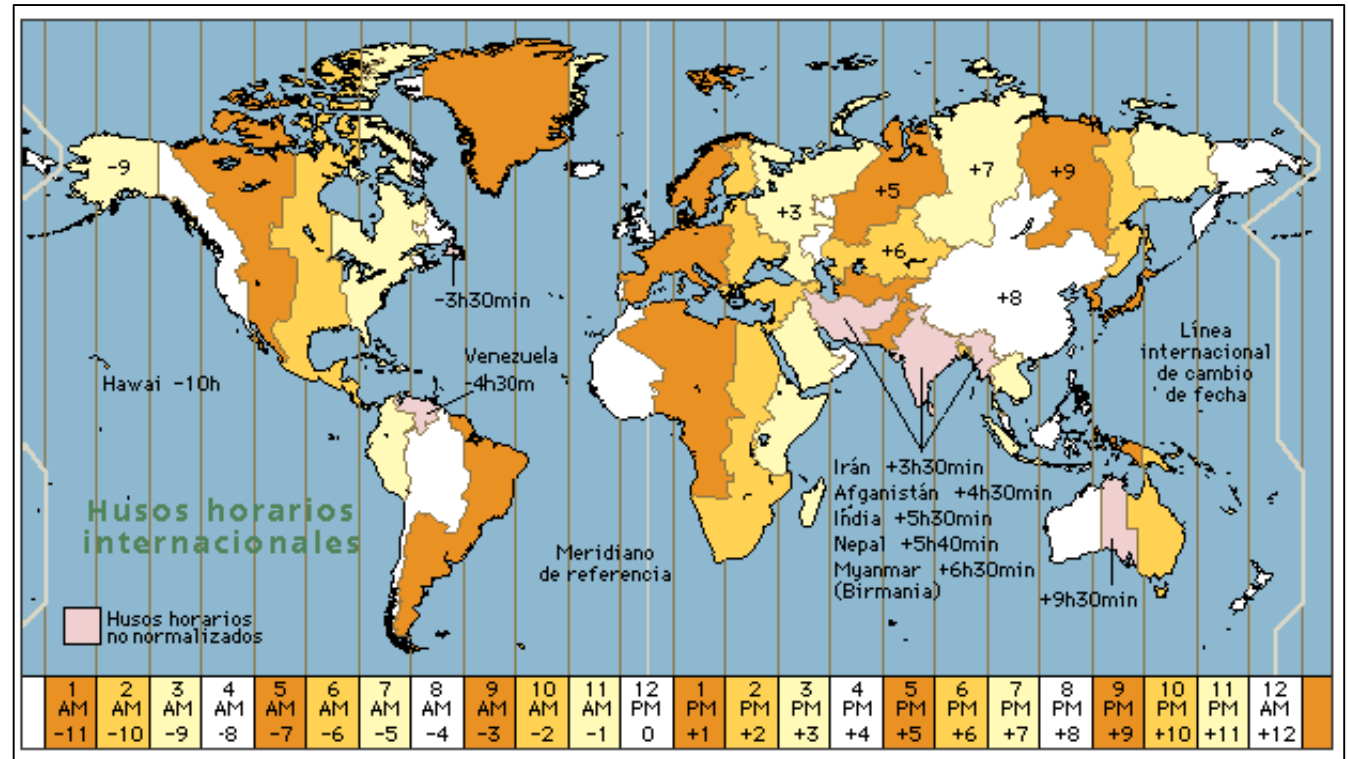 -9
-3h30min
Venezuela
-4h30m
Hawai -10h
+3
+5
+7
+9
+6
+8
Línea
internacional
de cambio
de fecha
Irán +3h30min
Afganistán +4h30min
India +5h30min
Nepal +5h40min
Myanmar +6h30min
(Birmania)
+9h30min
Husos horarios
internacionales
Meridiano
de referencia
Husos horarios
no normalizados
1 2 3 4 5 6 7 8 9 10 11 12 1 2 3 4 5 6 7 8 9 10 11 12
AM AM AM AM AM AM AM AM AM AM AM PM PM PM PM PM PM PM PM PM PM PM PM AM
-11 -10 -9 -8 -7 -6 -5 -4 -3 -2 -1 0 +1 +2 +3 +4 +5 +6 +7 +8 +9 +10 +11 +12